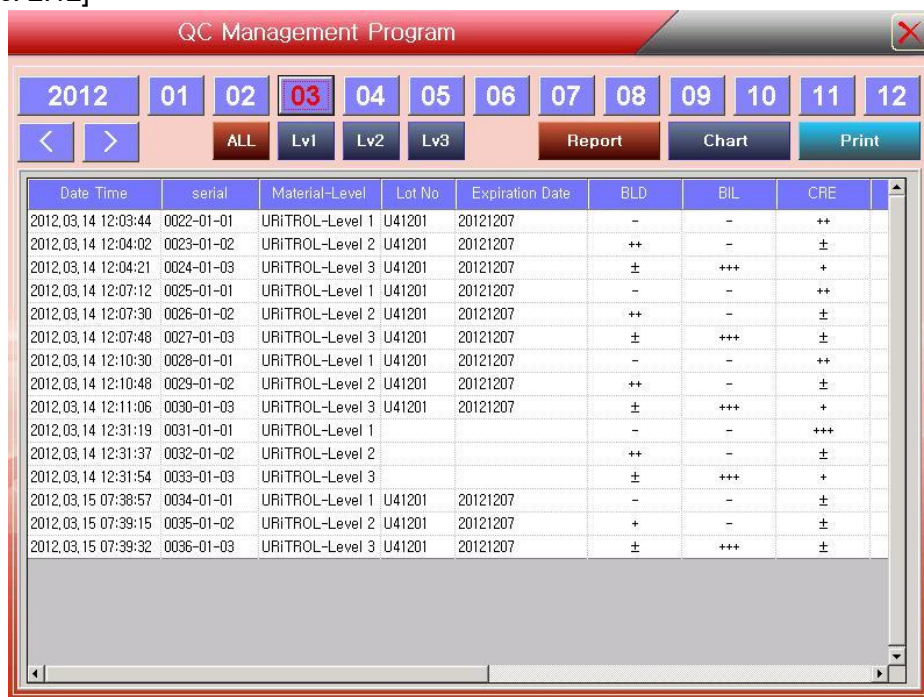 QC Management Program
2012 01 02 03 04 05 06 07 08 09 10 11 12
< > ALL Lv1 Lv2 Lv3 Report Chart Print
Date Time serial Material-Level Lot No Expiration Date BLD BIL CRE
2012,03,14 12:03:44 0022-01-01 URiTROL-Level 1 U41201 20121207 - - ++
2012,03,14 12:04:02 0023-01-02 URiTROL-Level 2 U41201 20121207 ++ - ±
2012,03,14 12:04:21 0024-01-03 URiTROL-Level 3 U41201 20121207 ± +++ +
2012,03,14 12:07:12 0025-01-01 URiTROL-Level 1 U41201 20121207 - - ++
2012,03,14 12:07:30 0026-01-02 URiTROL-Level 2 U41201 20121207 ++ - ±
2012,03,14 12:07:48 0027-01-03 URiTROL-Level 3 U41201 20121207 ± +++ ±
2012,03,14 12:10:30 0028-01-01 URiTROL-Level 1 U41201 20121207 - - ++
2012,03,14 12:10:48 0029-01-02 URiTROL-Level 2 U41201 20121207 ++ - ±
2012,03,14 12:11:06 0030-01-03 URiTROL-Level 3 U41201 20121207 ± +++ +
2012,03,14 12:31:19 0031-01-01 URiTROL-Level 1 - - +++
2012,03,14 12:31:37 0032-01-02 URiTROL-Level 2 ++ - ±
2012,03,14 12:31:54 0033-01-03 URiTROL-Level 3 ± +++ +
2012,03,15 07:38:57 0034-01-01 URiTROL-Level 1 U41201 20121207 - - ±
2012,03,15 07:39:15 0035-01-02 URiTROL-Level 2 U41201 20121207 + - ±
2012,03,15 07:39:32 0036-01-03 URiTROL-Level 3 U41201 20121207 ± +++ ±